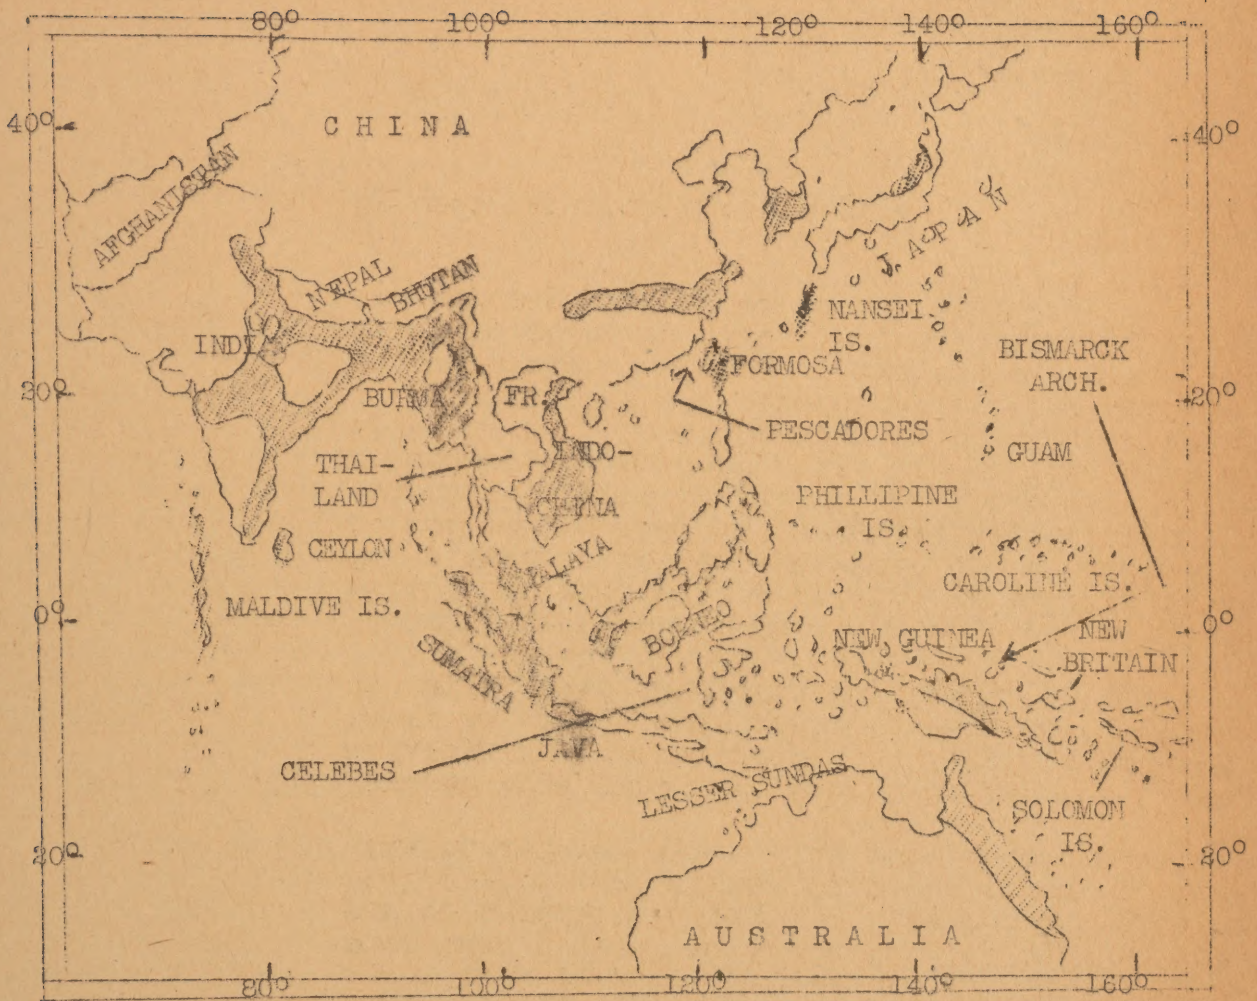 80° 100° 120° 140° 160°
40° 40°
CHINA
AFGHANISTAN
JAPAN
NEPAL
BHUTAN
NANSEI
IS.
INDI
BISMARCK
ARCH.
FORMOSA
20° 20°
BURMA
FR.
INDO-
CHINA
PESCADORES
GUAM
THAI-
LAND
PHILLIPINE
IS.
CEYLON
MALAYA
CAROLINE IS.
MALDIVE IS.
0° 0°
BORNEO
NEW GUINEA
NEW
BRITAIN
SUMATRA
JAVA
CELEBES
LESSER SUNDAS
SOLOMON
IS.
20° 20°
AUSTRALIA
80° 100° 120° 140° 160°